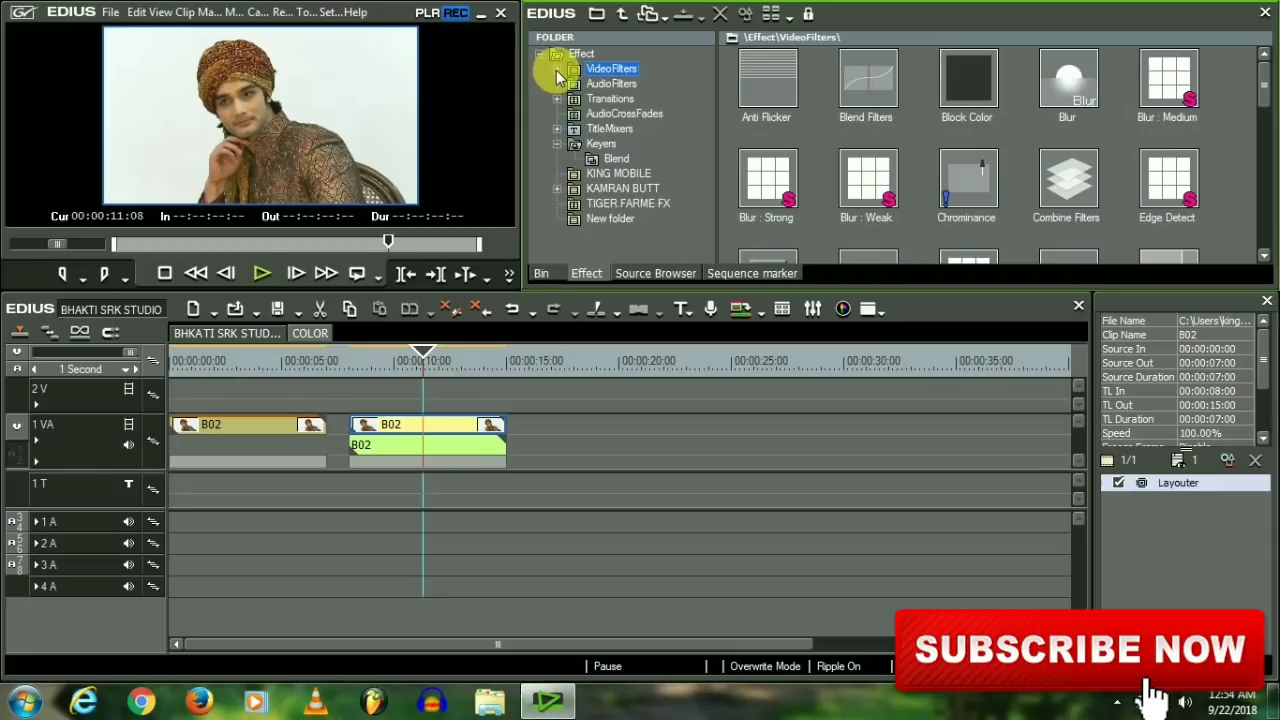 EDIUS File Edit View Clip Ma... M... Ca... Re... To... Set... Help PLR REC
Cur 00:00:11:08 In --:--:--:-- Out --:--:--:-- Dur --:--:--:--
EDIUS
FOLDER
Effect
VideoFilters
AudioFilters
Transitions
AudioCrossFades
TitleMixers
Keyers
Blend
KING MOBILE
KAMRAN BUTT
TIGER.FARME FX
New folder
\Effect\VideoFilters\
Anti Flicker Blend Filters Block Color Blur Blur : Medium
Blur
Blur : Strong Blur : Weak Chrominance Combine Filters Edge Detect
Bin Effect Source Browser Sequence marker
EDIUS BHAKTI SRK STUDIO
BHKATI SRK STUD... COLOR
1 Second
00:00:00:00 00:00:05:00 00:00:10:00 00:00:15:00 00:00:20:00 00:00:25:00 00:00:30:00 00:00:35:00
2 V
1 VA
B02 B02
B02
1 T T
1 A
2 A
3 A
4 A
File Name C:\Users\king...
Clip Name B02
Source In 00:00:00:00
Source Out 00:00:07:00
Source Duration 00:00:07:00
TL In 00:00:08:00
TL Out 00:00:15:00
TL Duration 00:00:07:00
Speed 100.00%
1/1 1
Layouter
Pause Overwrite Mode Ripple On
SUBSCRIBE NOW
12:54 AM
9/22/2018